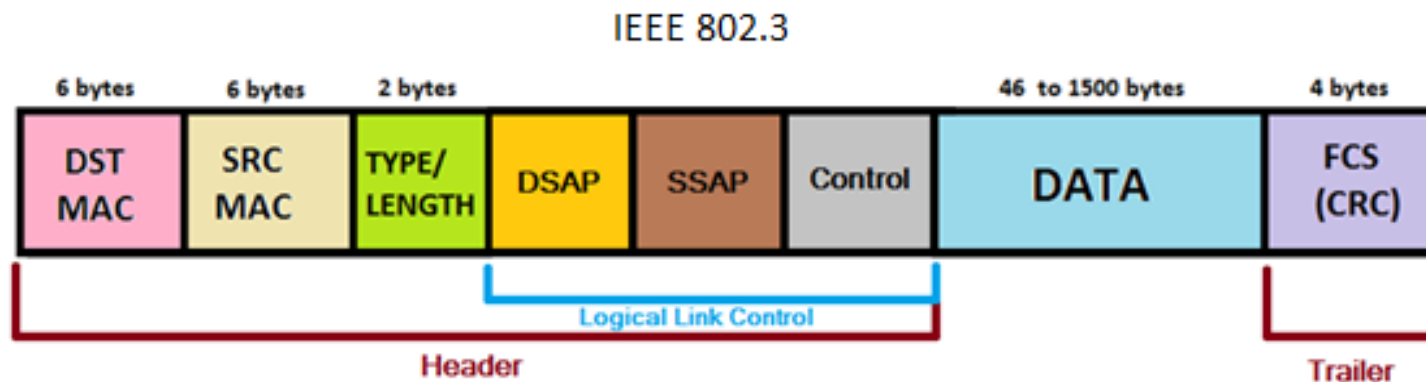 IEEE 802.3
6 bytes
6 bytes
2 bytes
46 to 1500 bytes
4 bytes
DST
MAC
SRC
MAC
TYPE/
LENGTH
DSAP
SSAP
Control
DATA
FCS
(CRC)
Logical Link Control
Header
Trailer